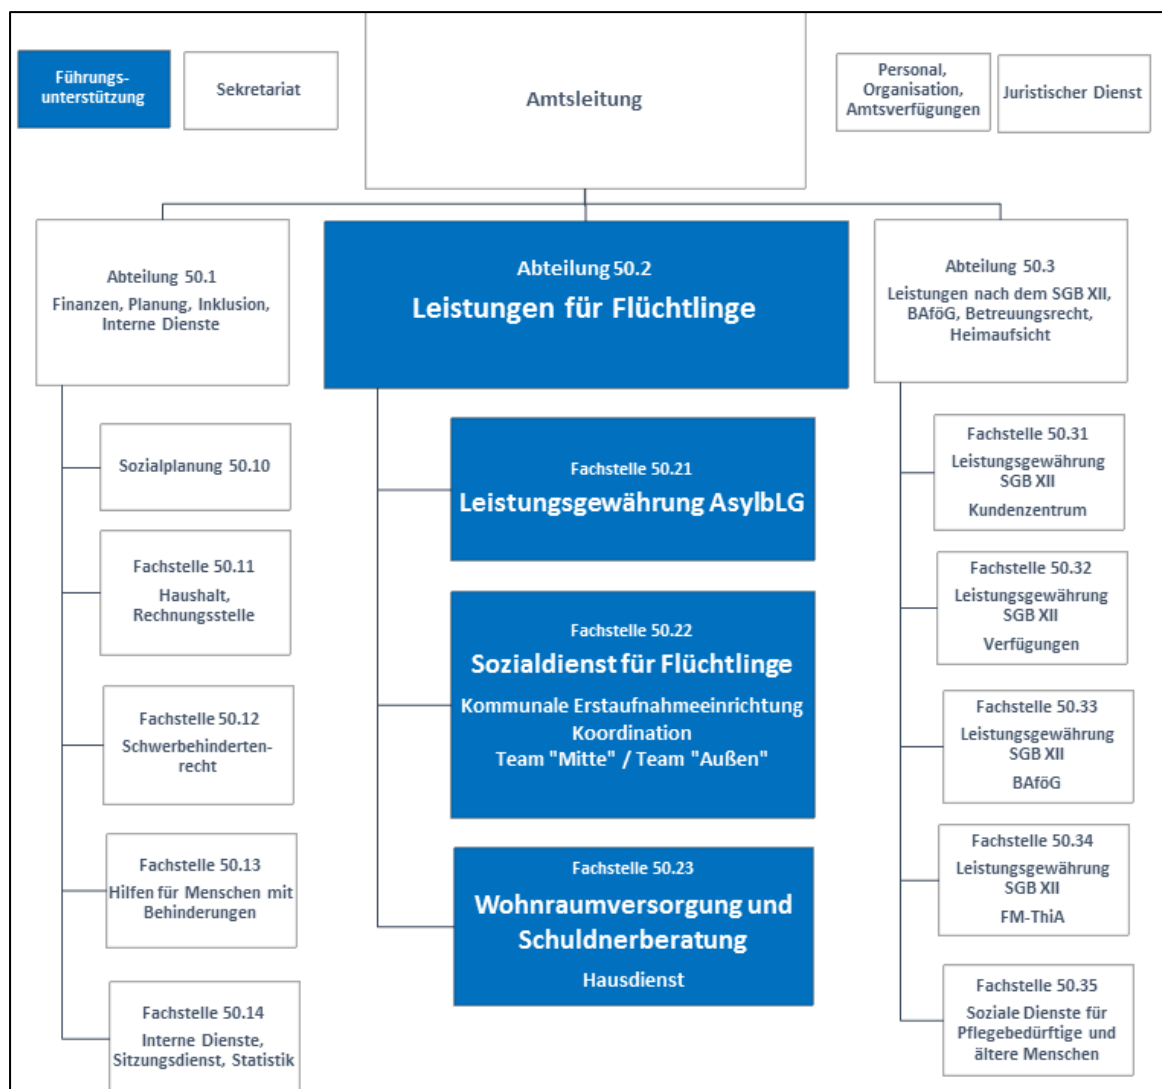 Führungs-
unterstützung
Sekretariat
Amtsleitung
Personal,
Organisation,
Amtsverfügungen
Juristischer Dienst
Abteilung 50.1
Finanzen, Planung, Inklusion,
Interne Dienste
Abteilung 50.2
Leistungen für Flüchtlinge
Abteilung 50.3
Leistungen nach dem SGB XII,
BAföG, Betreuungsrecht,
Heimaufsicht
Sozialplanung 50.10
Fachstelle 50.11
Haushalt,
Rechnungsstelle
Fachstelle 50.12
Schwerbehinderten-
recht
Fachstelle 50.13
Hilfen für Menschen mit
Behinderungen
Fachstelle 50.14
Interne Dienste,
Sitzungsdienst, Statistik
Fachstelle 50.21
Leistungsgewährung AsylbLG
Fachstelle 50.22
Sozialdienst für Flüchtlinge
Kommunale Erstaufnahmeeinrichtung
Koordination
Team "Mitte" / Team "Außen"
Fachstelle 50.23
Wohnraumversorgung und
Schuldnerberatung
Hausdienst
Fachstelle 50.31
Leistungsgewährung
SGB XII
Kundenzentrum
Fachstelle 50.32
Leistungsgewährung
SGB XII
Verfügungen
Fachstelle 50.33
Leistungsgewährung
SGB XII
BAföG
Fachstelle 50.34
Leistungsgewährung
SGB XII
FM-ThiA
Fachstelle 50.35
Soziale Dienste für
Pflegebedürftige und
ältere Menschen